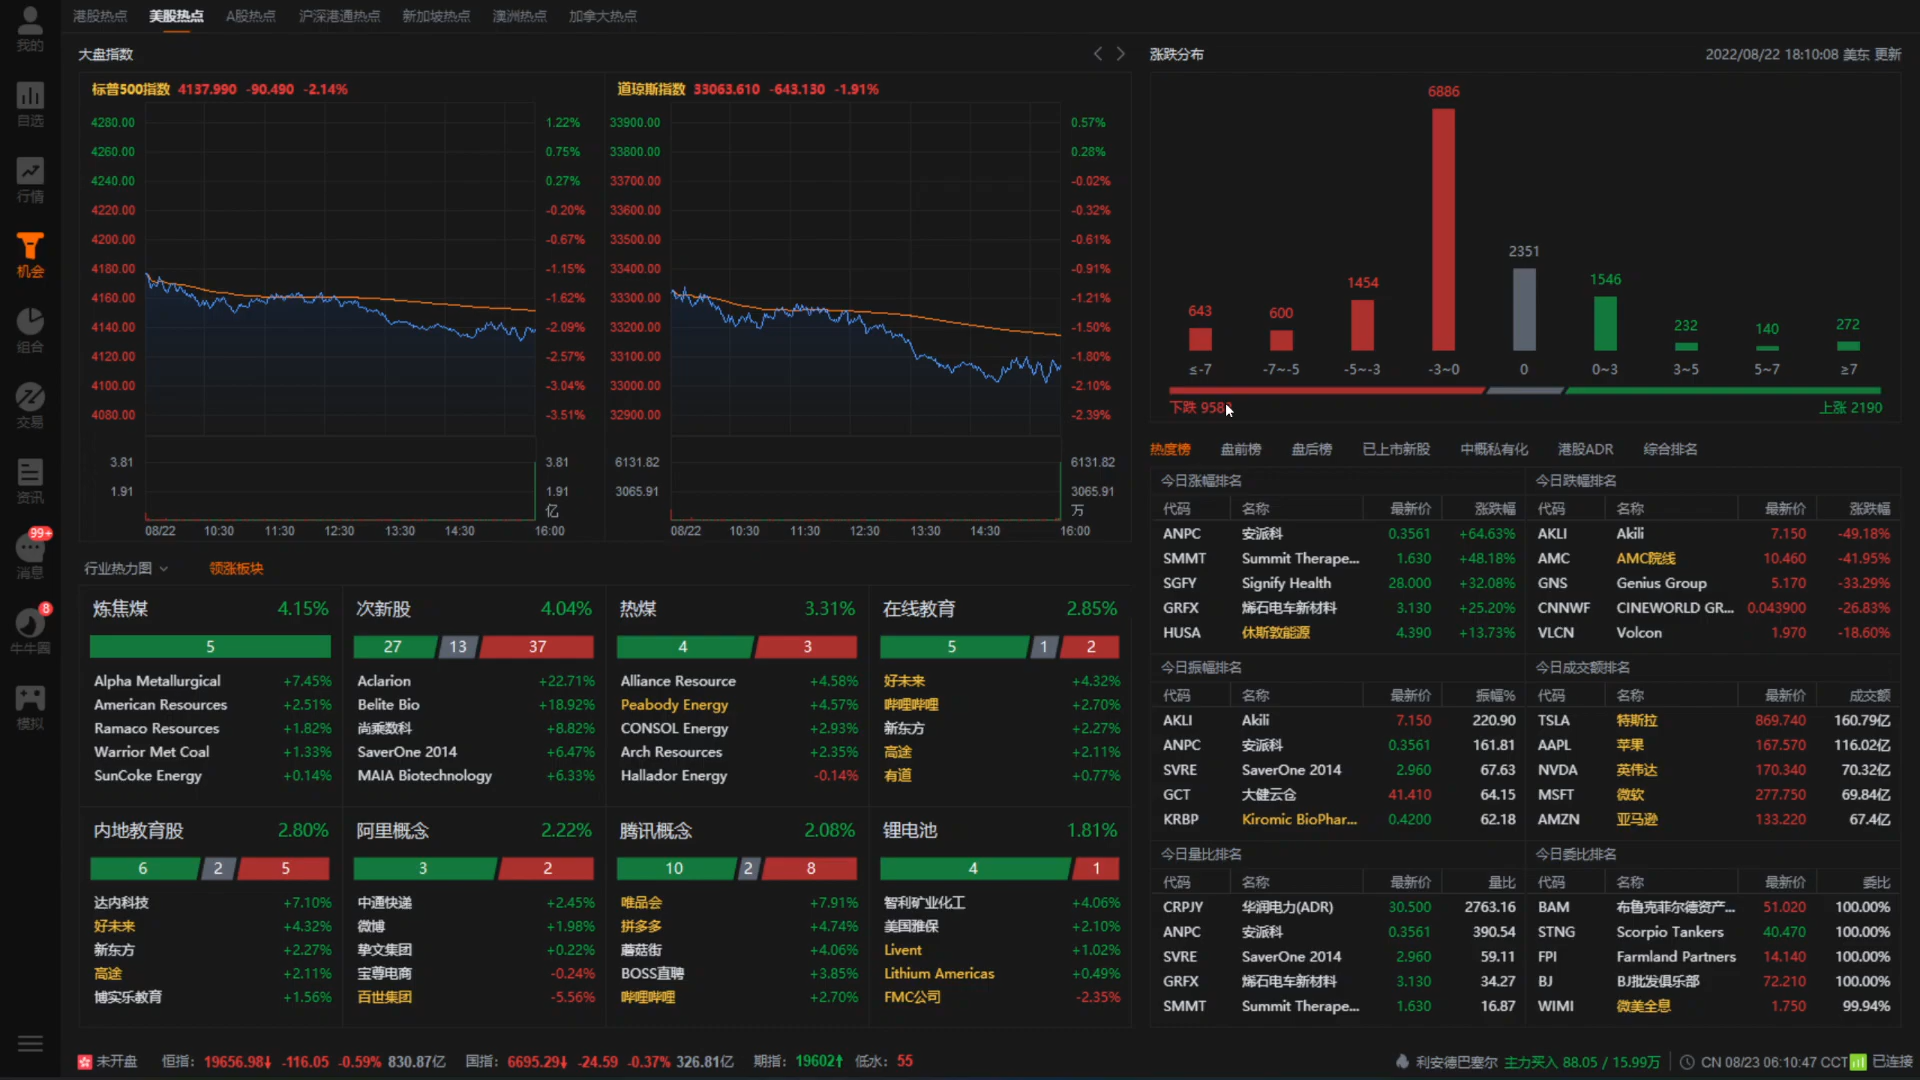 我的
自选
行情
机会
组合
交易
资讯
99+
消息
8
牛牛圈
模拟
港股热点 美股热点 A股热点 沪深港通热点 新加坡热点 澳洲热点 加拿大热点
大盘指数
标普500指数 4137.990 -90.490 -2.14%
4280.00 1.22%
4260.00 0.75%
4240.00 0.27%
4220.00 -0.20%
4200.00 -0.67%
4180.00 -1.15%
4160.00 -1.62%
4140.00 -2.09%
4120.00 -2.57%
4100.00 -3.04%
4080.00 -3.51%
3.81 3.81
1.91 1.91
亿
08/22 10:30 11:30 12:30 13:30 14:30 16:00
道琼斯指数 33063.610 -643.130 -1.91%
33900.00 0.57%
33800.00 0.28%
33700.00 -0.02%
33600.00 -0.32%
33500.00 -0.61%
33400.00 -0.91%
33300.00 -1.21%
33200.00 -1.50%
33100.00 -1.80%
33000.00 -2.10%
32900.00 -2.39%
6131.82 6131.82
3065.91 3065.91
万
08/22 10:30 11:30 12:30 13:30 14:30 16:00
涨跌分布 2022/08/22 18:10:08 美东 更新
643 600 1454 6886 2351 1546 232 140 272
≤-7 -7~-5 -5~-3 -3~0 0 0~3 3~5 5~7 ≥7
下跌 958 上涨 2190
行业热力图 领涨板块
炼焦煤 4.15%
5
Alpha Metallurgical +7.45%
American Resources +2.51%
Ramaco Resources +1.82%
Warrior Met Coal +1.33%
SunCoke Energy +0.14%
次新股 4.04%
27 13 37
Aclarion +22.71%
Belite Bio +18.92%
尚乘数科 +8.82%
SaverOne 2014 +6.47%
MAIA Biotechnology +6.33%
热煤 3.31%
4 3
Alliance Resource +4.58%
Peabody Energy +4.57%
CONSOL Energy +2.93%
Arch Resources +2.35%
Hallador Energy -0.14%
在线教育 2.85%
5 1 2
好未来 +4.32%
哔哩哔哩 +2.70%
新东方 +2.27%
高途 +2.11%
有道 +0.77%
内地教育股 2.80%
6 2 5
达内科技 +7.10%
好未来 +4.32%
新东方 +2.27%
高途 +2.11%
博实乐教育 +1.56%
阿里概念 2.22%
3 2
中通快递 +2.45%
微博 +1.98%
挚文集团 +0.22%
宝尊电商 -0.24%
百世集团 -5.56%
腾讯概念 2.08%
10 2 8
唯品会 +7.91%
拼多多 +4.74%
蘑菇街 +4.06%
BOSS直聘 +3.85%
哔哩哔哩 +2.70%
锂电池 1.81%
4 1
智利矿业化工 +4.06%
美国雅保 +2.10%
Livent +1.02%
Lithium Americas +0.49%
FMC公司 -2.35%
热度榜 盘前榜 盘后榜 已上市新股 中概私有化 港股ADR 综合排名
今日涨幅排名
代码 名称 最新价 涨跌幅
ANPC 安派科 0.3561 +64.63%
SMMT Summit Therape... 1.630 +48.18%
SGFY Signify Health 28.000 +32.08%
GRFX 烯石电车新材料 3.130 +25.20%
HUSA 休斯敦能源 4.390 +13.73%
今日跌幅排名
代码 名称 最新价 涨跌幅
AKLI Akili 7.150 -49.18%
AMC AMC院线 10.460 -41.95%
GNS Genius Group 5.170 -33.29%
CNNWF CINEWORLD GR... 0.043900 -26.83%
VLCN Volcon 1.970 -18.60%
今日振幅排名
代码 名称 最新价 振幅%
AKLI Akili 7.150 220.90
ANPC 安派科 0.3561 161.81
SVRE SaverOne 2014 2.960 67.63
GCT 大健云仓 41.410 64.15
KRBP Kiromic BioPhar... 0.4200 62.18
今日成交额排名
代码 名称 最新价 成交额
TSLA 特斯拉 869.740 160.79亿
AAPL 苹果 167.570 116.02亿
NVDA 英伟达 170.340 70.32亿
MSFT 微软 277.750 69.84亿
AMZN 亚马逊 133.220 67.4亿
今日量比排名
代码 名称 最新价 量比
CRPJY 华润电力(ADR) 30.500 2763.16
ANPC 安派科 0.3561 390.54
SVRE SaverOne 2014 2.960 59.11
GRFX 烯石电车新材料 3.130 34.27
SMMT Summit Therape... 1.630 16.87
今日委比排名
代码 名称 最新价 委比
BAM 布鲁克菲尔德资产... 51.020 100.00%
STNG Scorpio Tankers 40.470 100.00%
FPI Farmland Partners 14.140 100.00%
BJ BJ批发俱乐部 72.210 100.00%
WIMI 微美全息 1.750 99.94%
未开盘 恒指: 19656.98↓ -116.05 -0.59% 830.87亿 国指: 6695.29↓ -24.59 -0.37% 326.81亿 期指: 19602↑ 低水: 55 利安德巴塞尔 主力买入 88.05 / 15.99万 CN 08/23 06:10:47 CCT 已连接